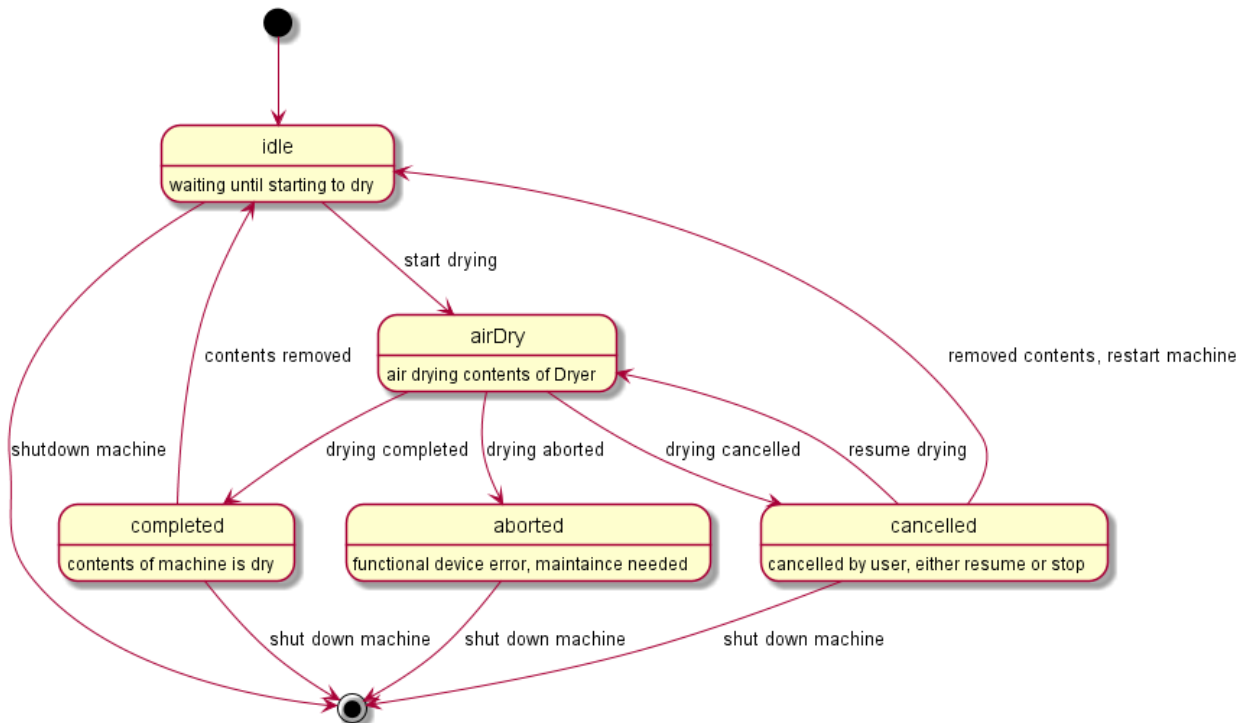 idle
waiting until starting to dry
start drying
airDry
air drying contents of Dryer
contents removed
removed contents, restart machine
shutdown machine
drying completed
drying aborted
drying cancelled
resume drying
completed
contents of machine is dry
aborted
functional device error, maintaince needed
cancelled
cancelled by user, either resume or stop
shut down machine
shut down machine
shut down machine